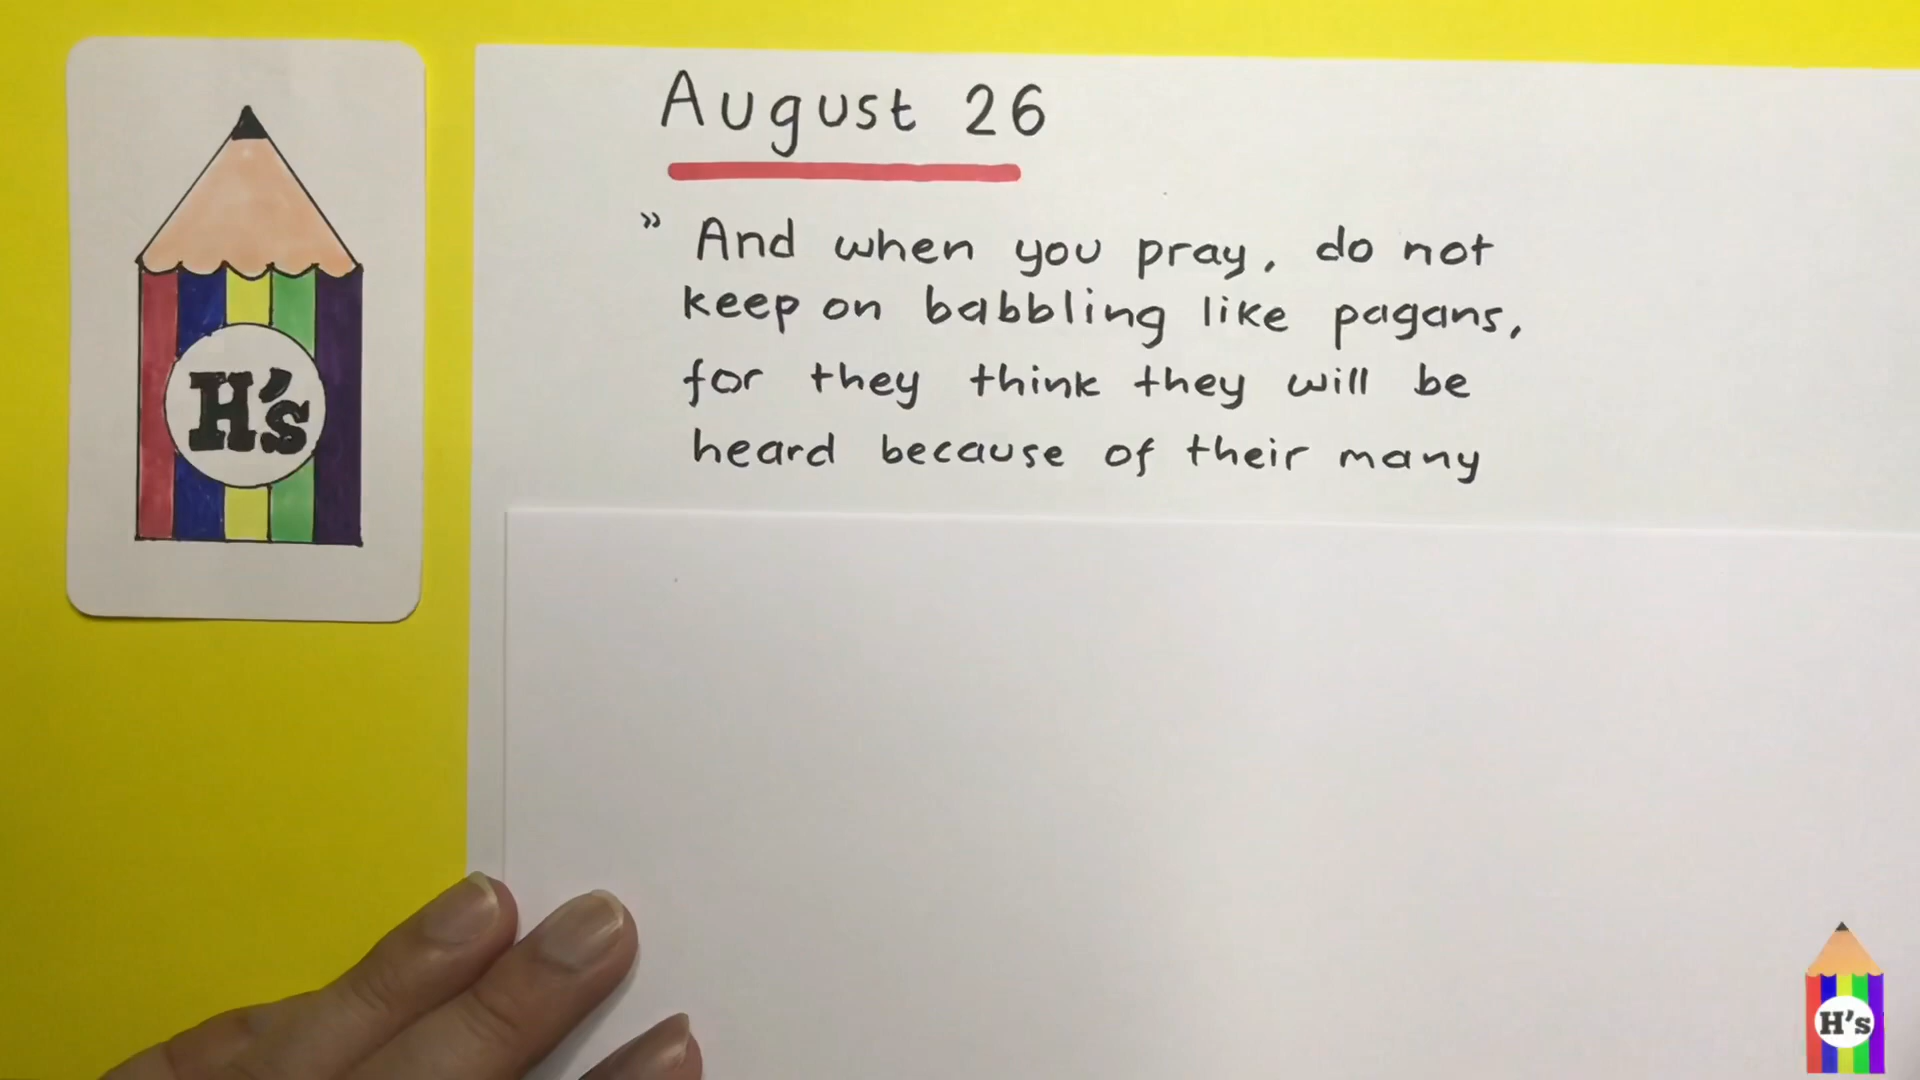 August 26
” And when you pray, do not
keep on babbling like pagans,
for they think they will be
heard because of their many
H's
H's